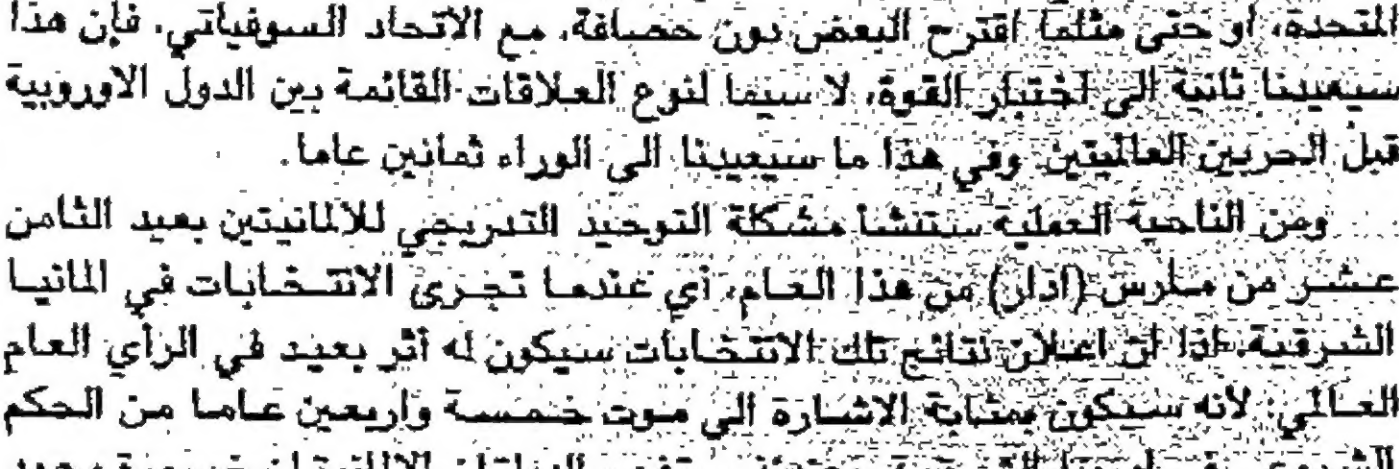 المتحدة، أو حتى مثلما اقترح البعض دون حصافة، مع الاتحاد السوفياتي. فإن هذا
سيعيدنا ثانية الى اختبار القوة، لا سيما لنوع العلاقات القائمة بين الدول الاوروبية
قبل الحربين العالميتين وفي هذا ما سيعيدنا الى الوراء ثمانين عاما.
ومن الناحية العملية ستنشأ مشكلة التوحيد التدريجي للالمانيتين بعيد الثامن
عشر من مارس (اذار) من هذا العام، أي عندما تجرى الانتخابات في المانيا
الشرقية. اذا ان اعلان نتائج تلك الانتخابات سيكون له أثر بعيد في الرأي العام
العالمي: لأنه سيكون بمثابة الاشارة الى موت خمسة واربعين عاما من الحكم